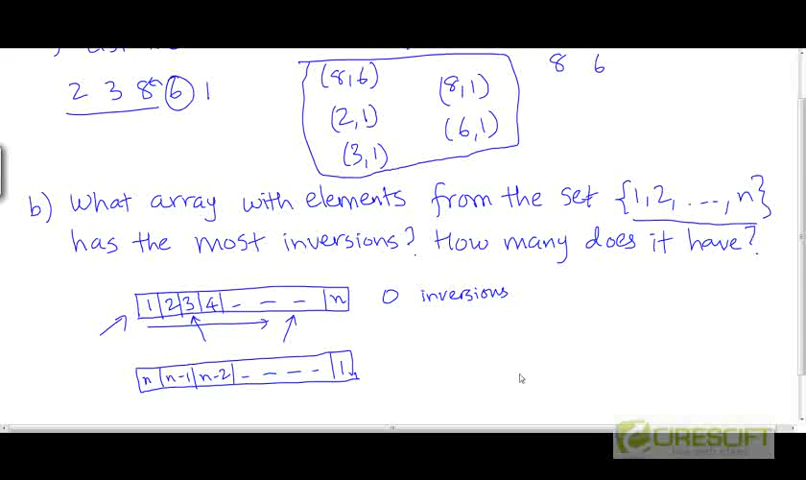 2 3 8 6 1
(8,6) (8,1)
(2,1) (6,1)
(3,1)
8 6
b) What array with elements from the set {1,2, ..., n}
has the most inversions? How many does it have?
1 2 3 4 _ _ _ n 0 inversions
n n-1 n-2 - - - - 1